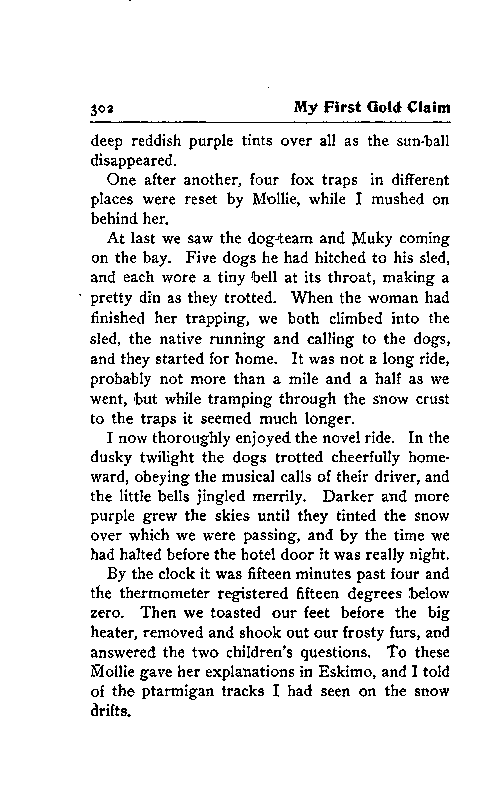 302 My First Gold Claim
deep reddish purple tints over all as the sun-ball
disappeared.
One after another, four fox traps in different
places were reset by Mollie, while I mushed on
behind her.
At last we saw the dog-team and Muky coming
on the bay. Five dogs he had hitched to his sled,
and each wore a tiny bell at its throat, making a
pretty din as they trotted. When the woman had
finished her trapping, we both climbed into the
sled, the native running and calling to the dogs,
and they started for home. It was not a long ride,
probably not more than a mile and a half as we
went, but while tramping through the snow crust
to the traps it seemed much longer.
I now thoroughly enjoyed the novel ride. In the
dusky twilight the dogs trotted cheerfully home-
ward, obeying the musical calls of their driver, and
the little bells jingled merrily. Darker and more
purple grew the skies until they tinted the snow
over which we were passing, and by the time we
had halted before the hotel door it was really night.
By the clock it was fifteen minutes past four and
the thermometer registered fifteen degrees below
zero. Then we toasted our feet before the big
heater, removed and shook out our frosty furs, and
answered the two children's questions. To these
Mollie gave her explanations in Eskimo, and I told
of the ptarmigan tracks I had seen on the snow
drifts.